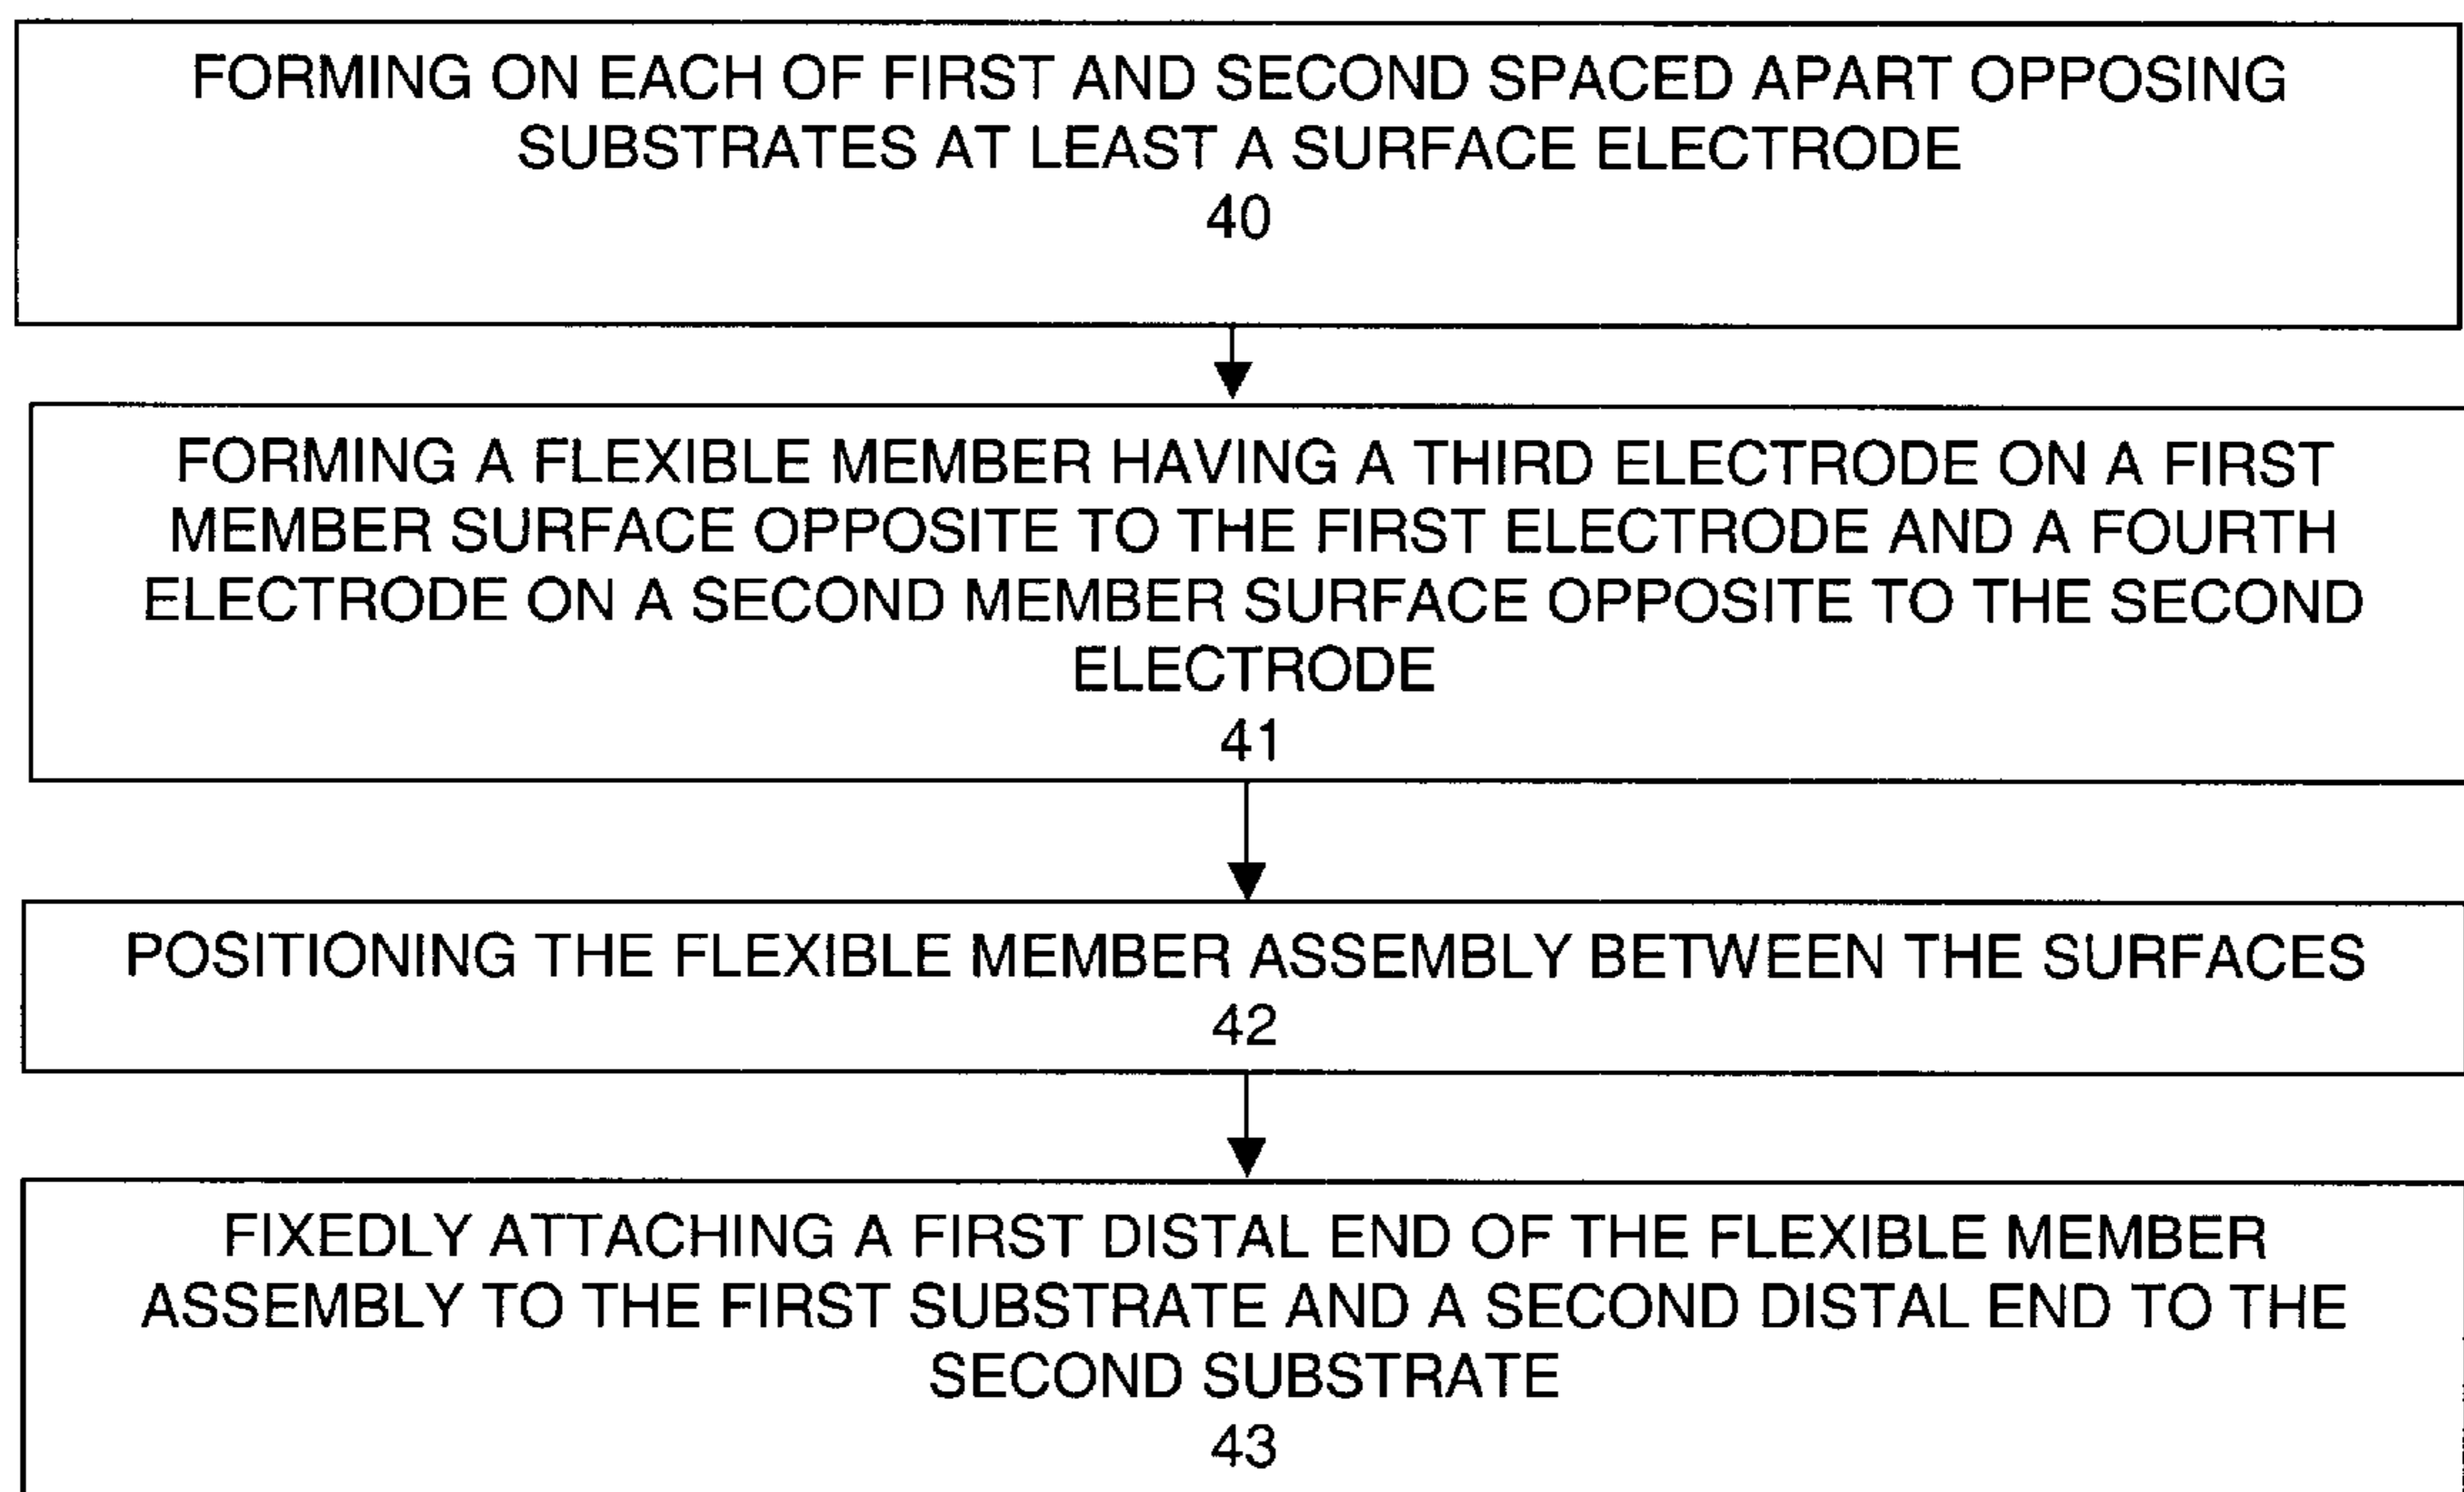 FORMING ON EACH OF FIRST AND SECOND SPACED APART OPPOSING
SUBSTRATES AT LEAST A SURFACE ELECTRODE
40
FORMING A FLEXIBLE MEMBER HAVING A THIRD ELECTRODE ON A FIRST
MEMBER SURFACE OPPOSITE TO THE FIRST ELECTRODE AND A FOURTH
ELECTRODE ON A SECOND MEMBER SURFACE OPPOSITE TO THE SECOND
ELECTRODE
41
POSITIONING THE FLEXIBLE MEMBER ASSEMBLY BETWEEN THE SURFACES
42
FIXEDLY ATTACHING A FIRST DISTAL END OF THE FLEXIBLE MEMBER
ASSEMBLY TO THE FIRST SUBSTRATE AND A SECOND DISTAL END TO THE
SECOND SUBSTRATE
43